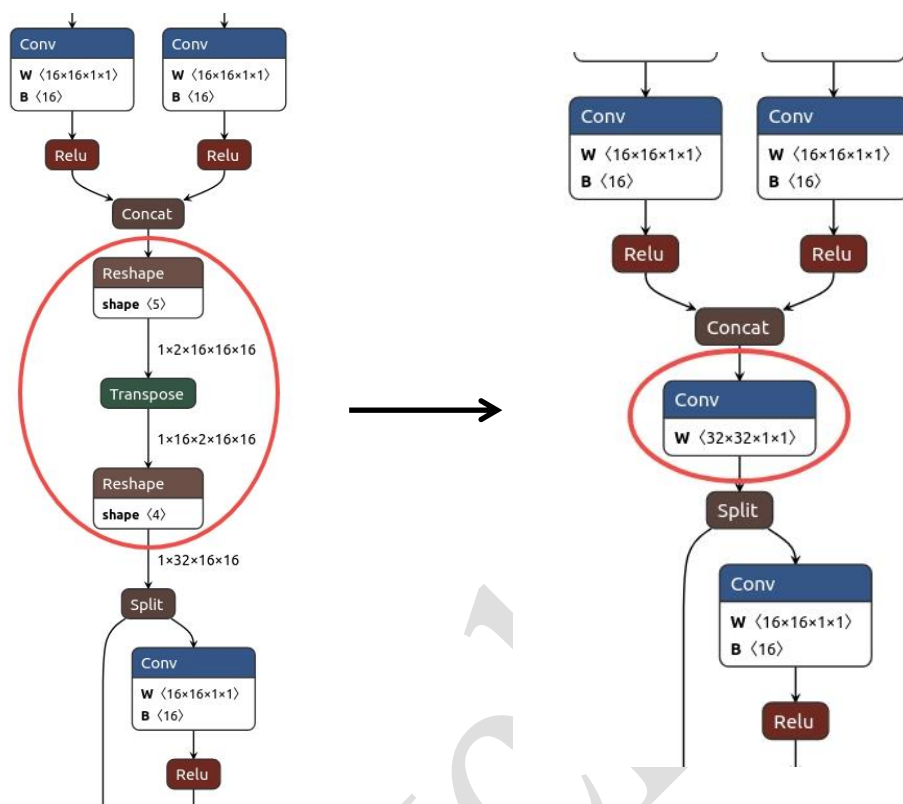 Conv
W 〈16×16×1×1〉
B 〈16〉
Conv
W 〈16×16×1×1〉
B 〈16〉
Relu
Relu
Concat
Reshape
shape 〈5〉
1×2×16×16×16
Transpose
1×16×2×16×16
Reshape
shape 〈4〉
1×32×16×16
Split
Conv
W 〈16×16×1×1〉
B 〈16〉
Relu
Conv
W 〈16×16×1×1〉
B 〈16〉
Conv
W 〈16×16×1×1〉
B 〈16〉
Relu
Relu
Concat
Conv
W 〈32×32×1×1〉
Split
Conv
W 〈16×16×1×1〉
B 〈16〉
Relu